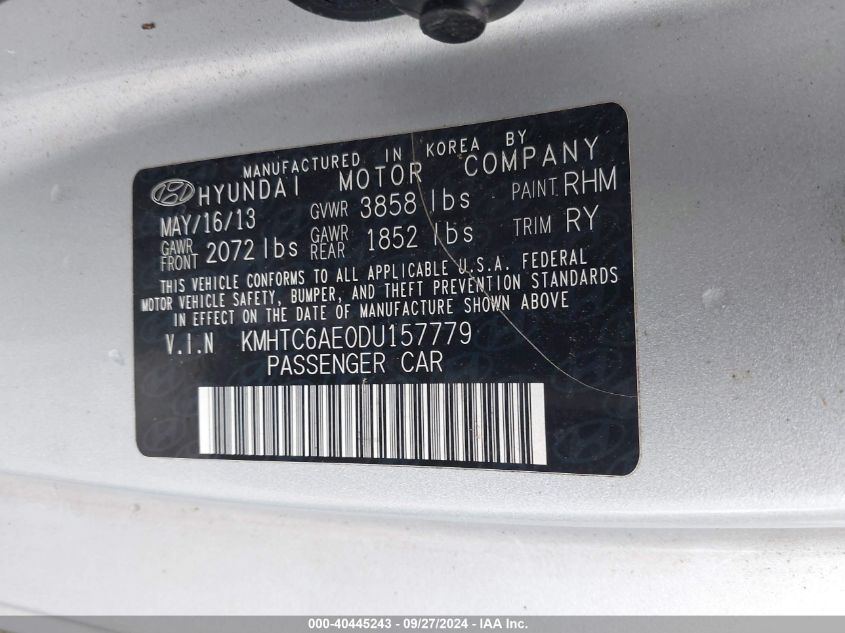 MANUFACTURED IN KOREA BY
HYUNDAI MOTOR COMPANY
MAY/16/13 GVWR 3858 lbs PAINT RHM
GAWR FRONT 2072 lbs GAWR REAR 1852 lbs TRIM RY
THIS VEHICLE CONFORMS TO ALL APPLICABLE U.S.A. FEDERAL
MOTOR VEHICLE SAFETY, BUMPER, AND THEFT PREVENTION STANDARDS
IN EFFECT ON THE DATE OF MANUFACTURE SHOWN ABOVE
V.I.N KMHTC6AE0DU157779
PASSENGER CAR
000-40445243 - 09/27/2024 - IAA Inc.